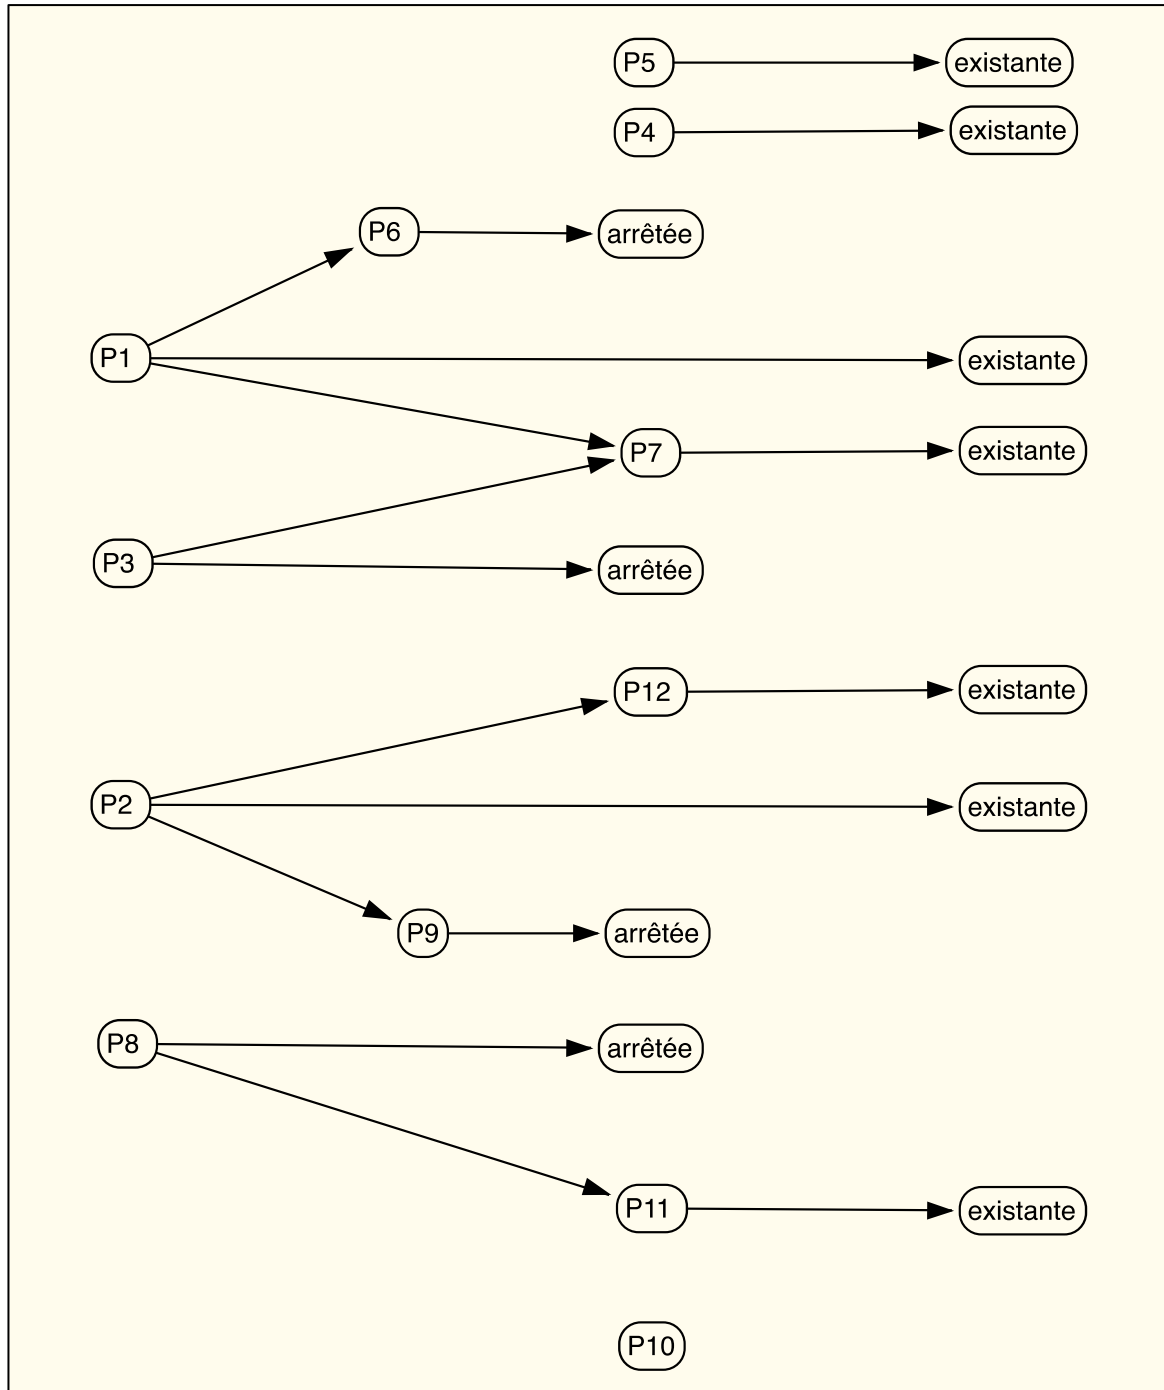 P5 existante
P4 existante
P6 arrêtée
P1 existante
P7 existante
P3 arrêtée
P12 existante
P2 existante
P9 arrêtée
P8 arrêtée
P11 existante
P10